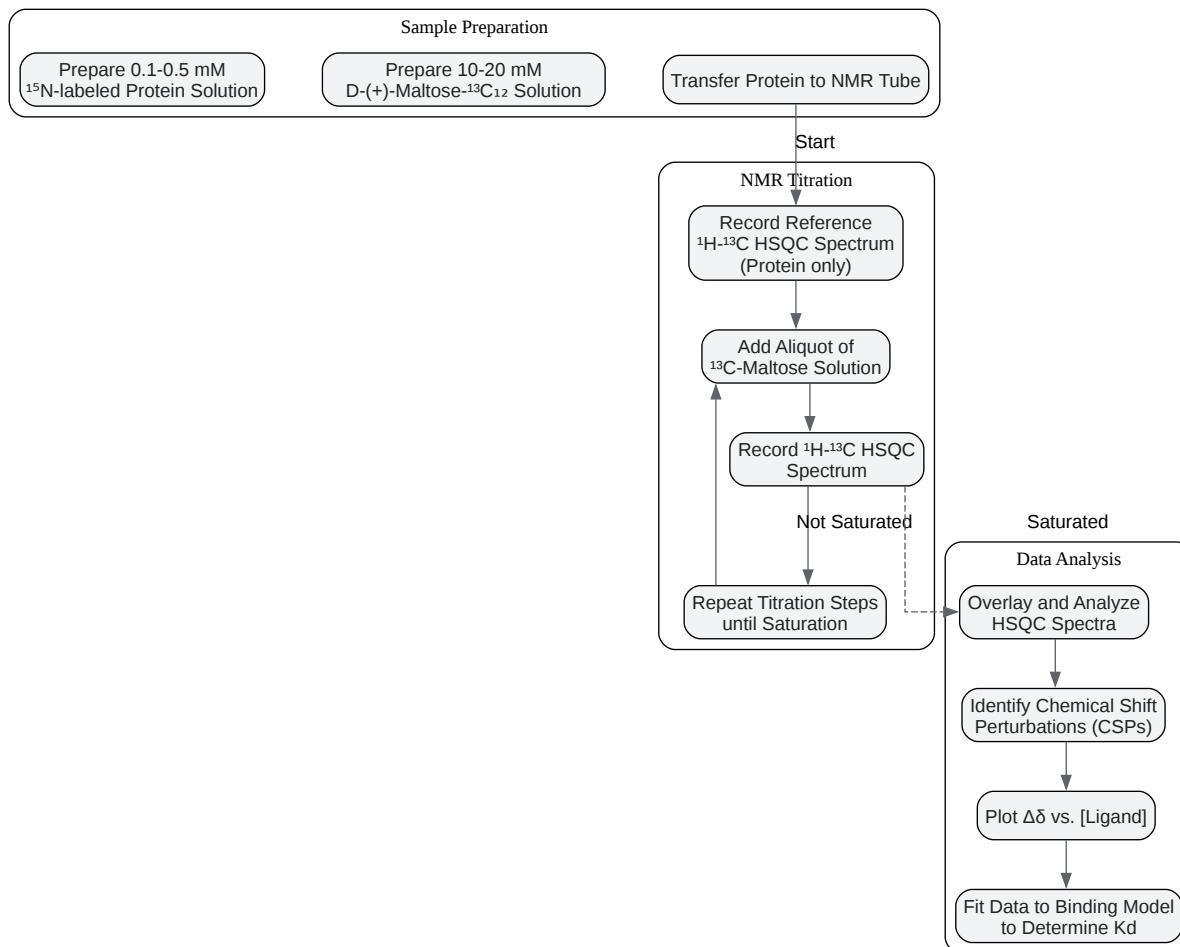 Sample Preparation
Prepare 0.1-0.5 mM
¹⁵N-labeled Protein Solution
Prepare 10-20 mM
D-(+)-Maltose-¹³C₁₂ Solution
Transfer Protein to NMR Tube
Start
NMR Titration
Record Reference
¹H-¹³C HSQC Spectrum
(Protein only)
Add Aliquot of
¹³C-Maltose Solution
Record ¹H-¹³C HSQC
Spectrum
Not Saturated
Repeat Titration Steps
until Saturation
Saturated
Data Analysis
Overlay and Analyze
HSQC Spectra
Identify Chemical Shift
Perturbations (CSPs)
Plot Δδ vs. [Ligand]
Fit Data to Binding Model
to Determine Kd